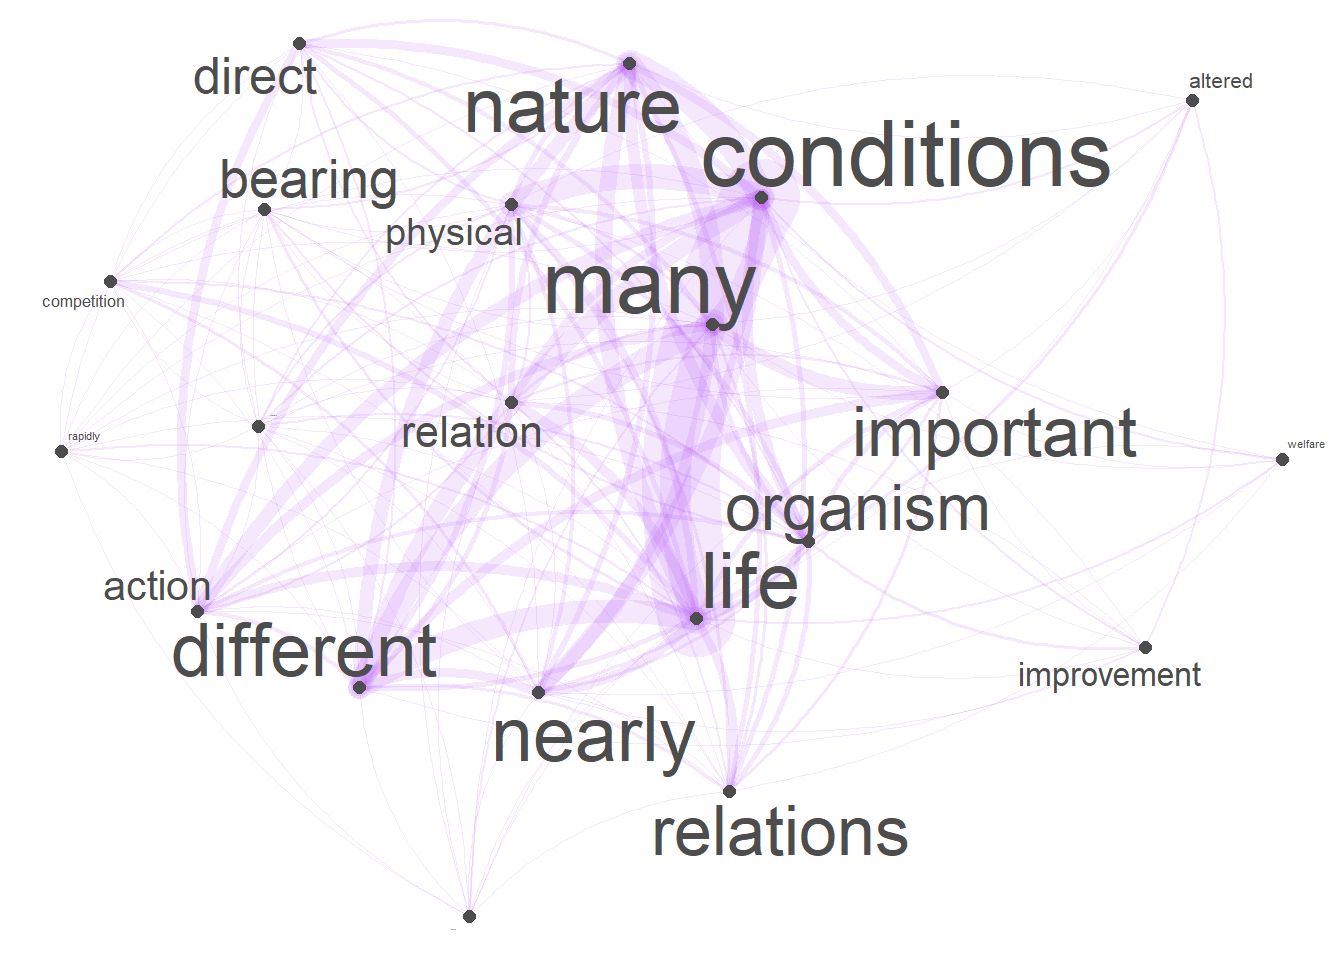 direct
nature
altered
conditions
bearing
physical
many
competition
relation
rapidly
important
welfare
organism
life
action
different
improvement
nearly
relations